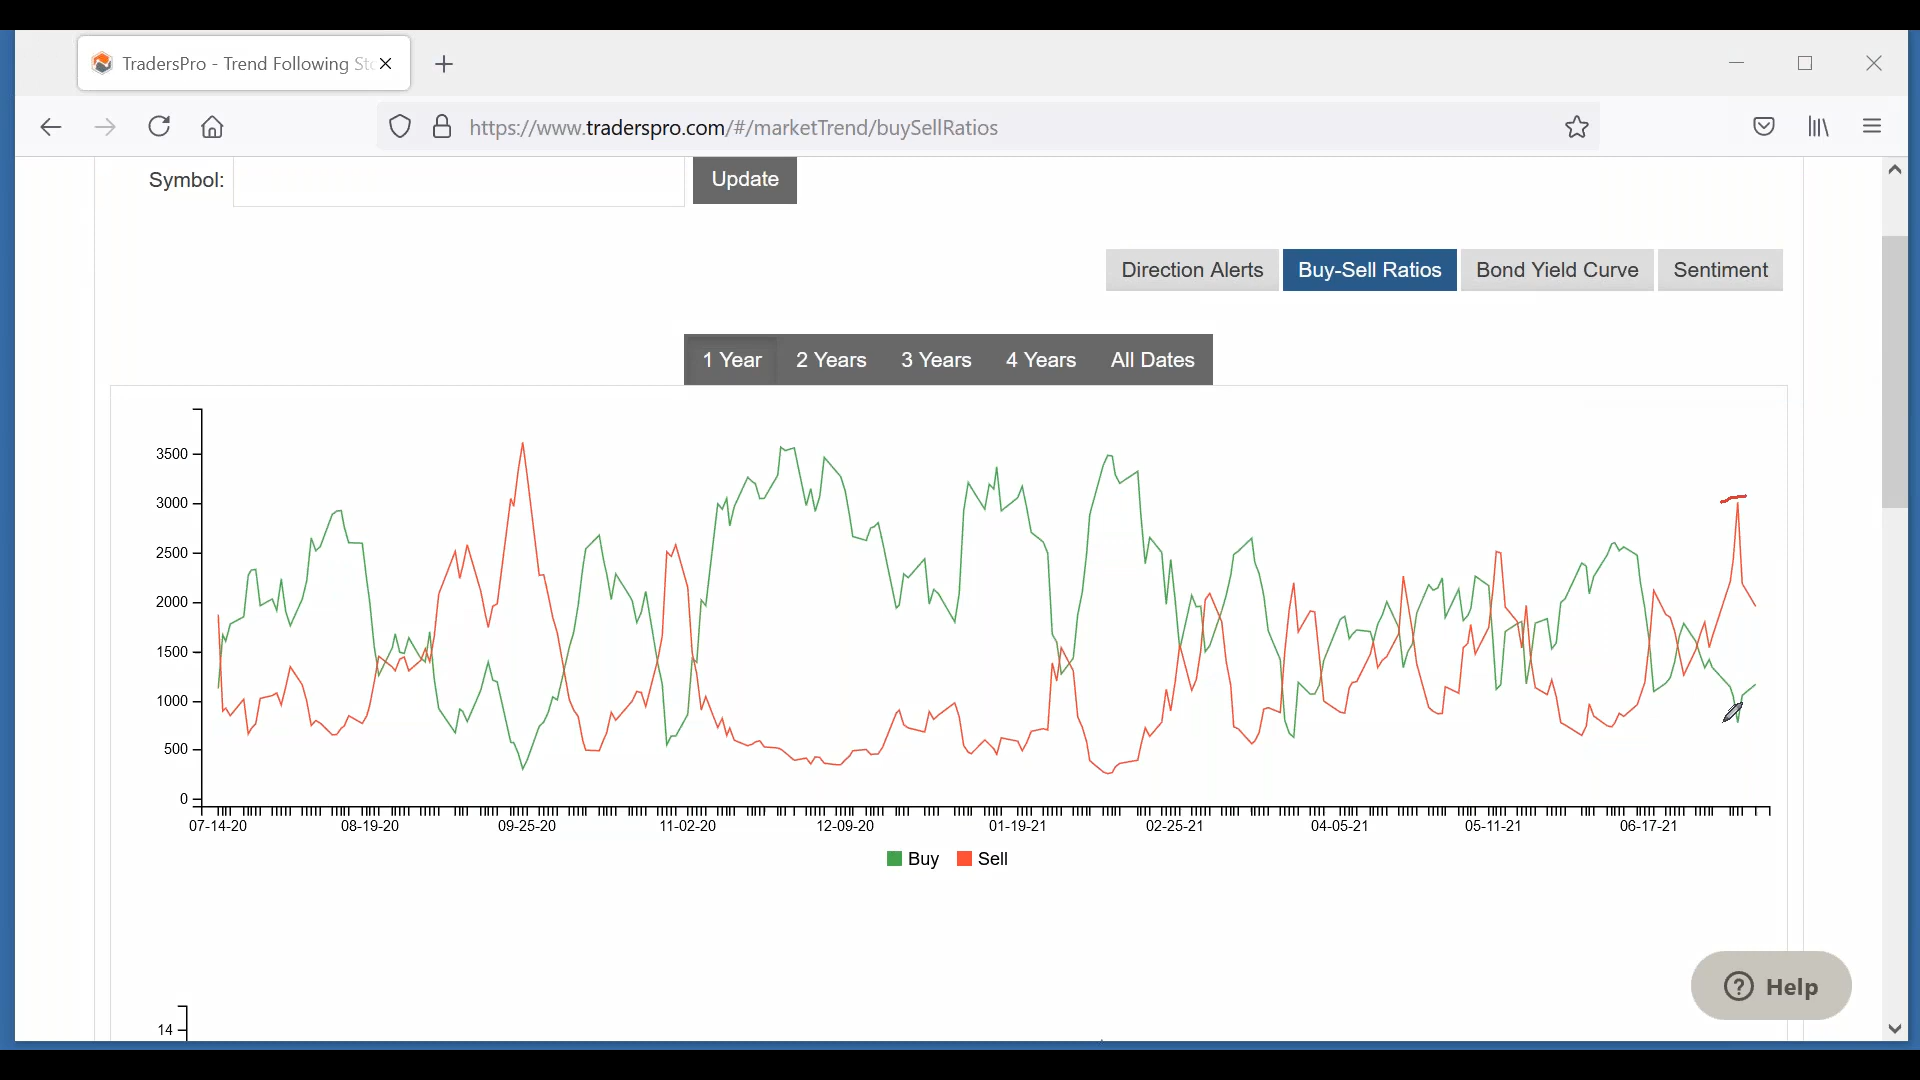 TradersPro - Trend Following Sto
https://www.traderspro.com/#/marketTrend/buySellRatios
Symbol:
Update
Direction Alerts
Buy-Sell Ratios
Bond Yield Curve
Sentiment
1 Year
2 Years
3 Years
4 Years
All Dates
3500
3000
2500
2000
1500
1000
500
0
07-14-20
08-19-20
09-25-20
11-02-20
12-09-20
01-19-21
02-25-21
04-05-21
05-11-21
06-17-21
Buy
Sell
? Help
14